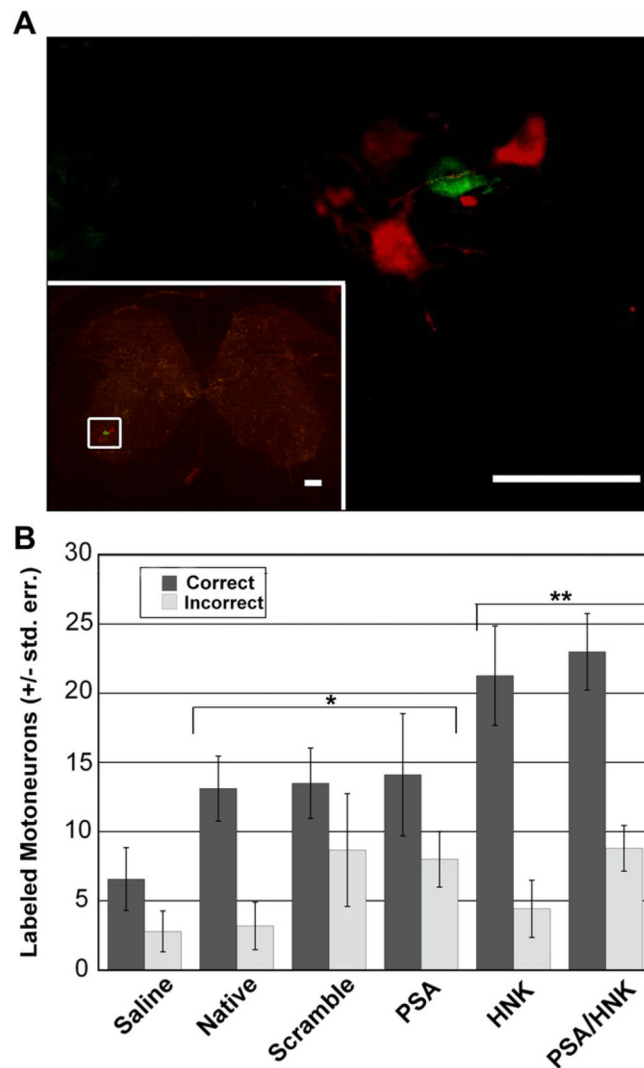 A
B
Labeled Motoneurons (+/- std. err.)
30
25
20
15
10
5
0
Correct
Incorrect
*
**
Saline
Native
Scramble
PSA
HNK
PSA/HNK